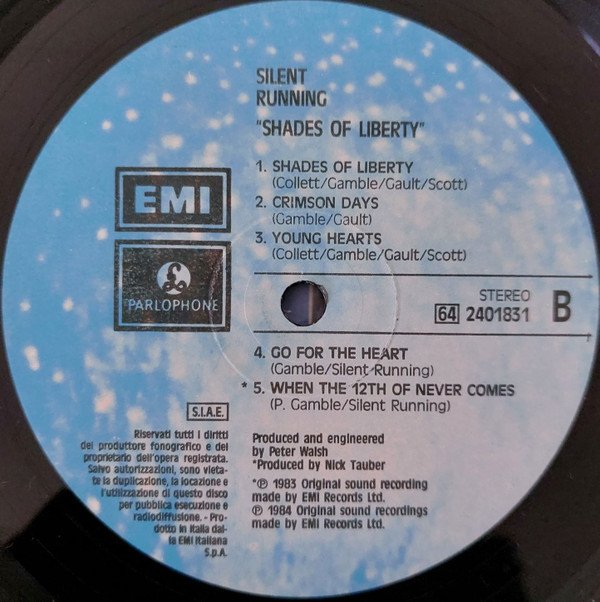 SILENT
RUNNING
"SHADES OF LIBERTY"
1. SHADES OF LIBERTY
(Collett/Gamble/Gault/Scott)
2. CRIMSON DAYS
(Gamble/Gault)
3. YOUNG HEARTS
(Collett/Gamble/Gault/Scott)
EMI
PARLOPHONE
STEREO
64 2401831 B
4. GO FOR THE HEART
(Gamble/Silent Running)
* 5. WHEN THE 12TH OF NEVER COMES
(P. Gamble/Silent Running)
S.I.A.E.
Riservati tutti i diritti
del produttore fonografico e del
proprietario dell'opera registrata.
Salvo autorizzazioni, sono vieta-
te la duplicazione, la locazione e
l'utilizzazione di questo disco
per pubblica esecuzione e
radiodiffusione. - Pro-
dotto in Italia dal-
la EMI Italiana
S.p.A.
Produced and engineered
by Peter Walsh
*Produced by Nick Tauber
*℗ 1983 Original sound recording
made by EMI Records Ltd.
℗ 1984 Original sound recordings
made by EMI Records Ltd.